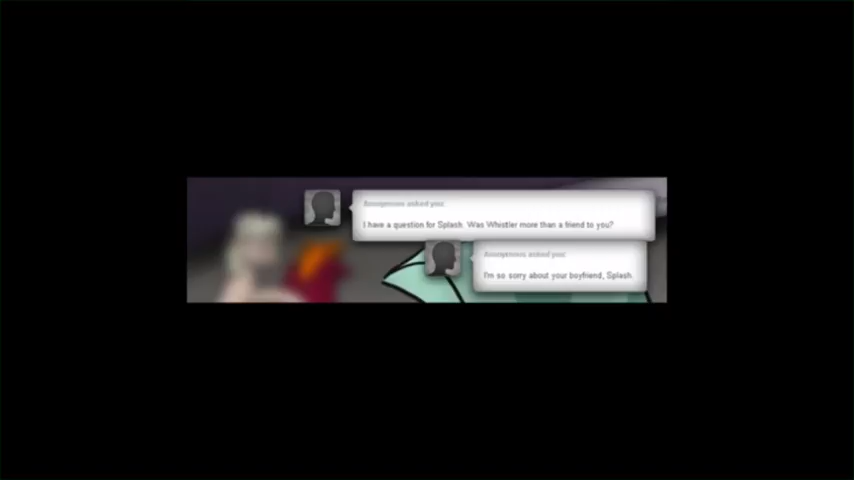 Anonymous asked you:
I have a question for Splash. Was Whistler more than a friend to you?
Anonymous asked you:
I'm so sorry about your boyfriend, Splash.